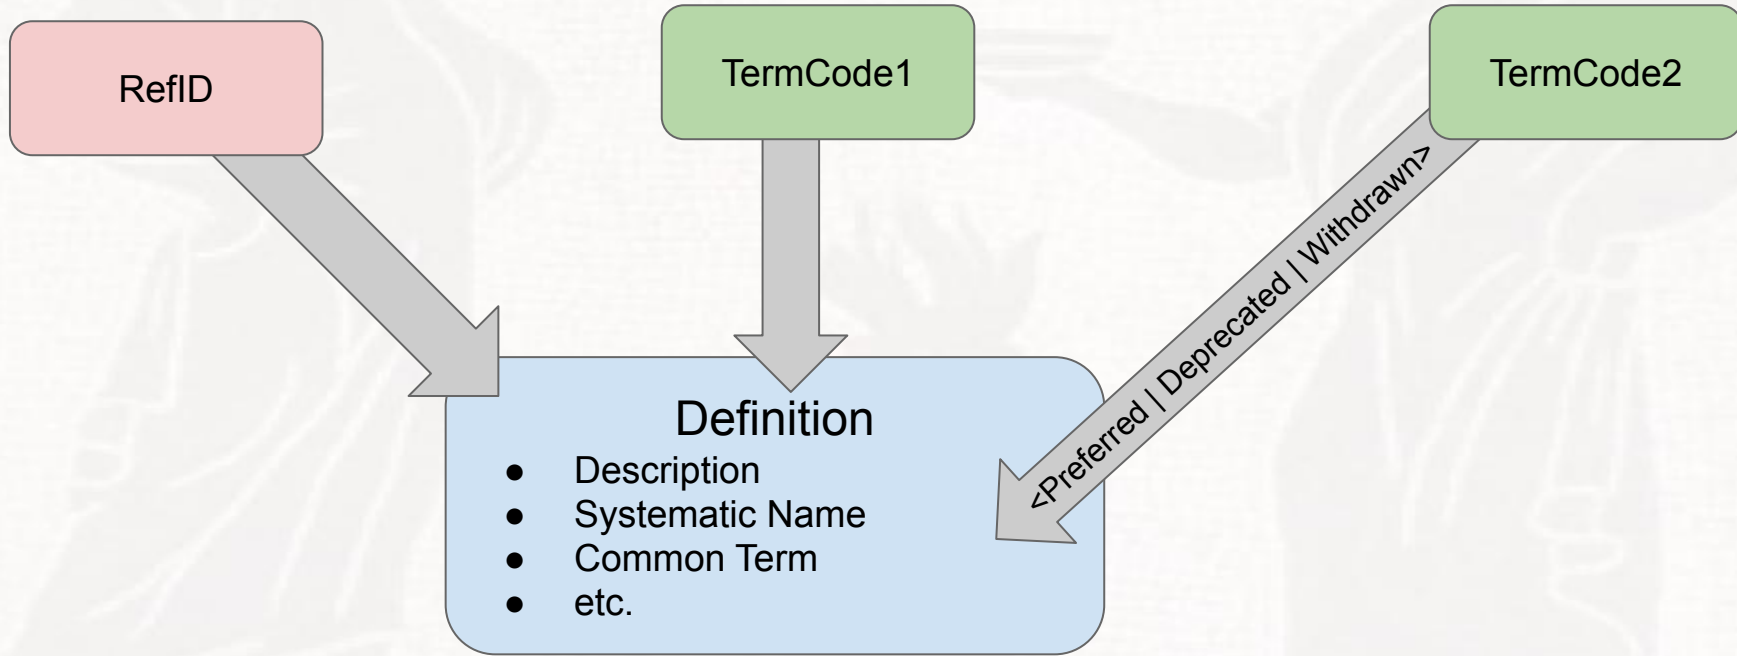 RefID
TermCode1
TermCode2
<Preferred | Deprecated | Withdrawn>
Definition
● Description
● Systematic Name
● Common Term
● etc.